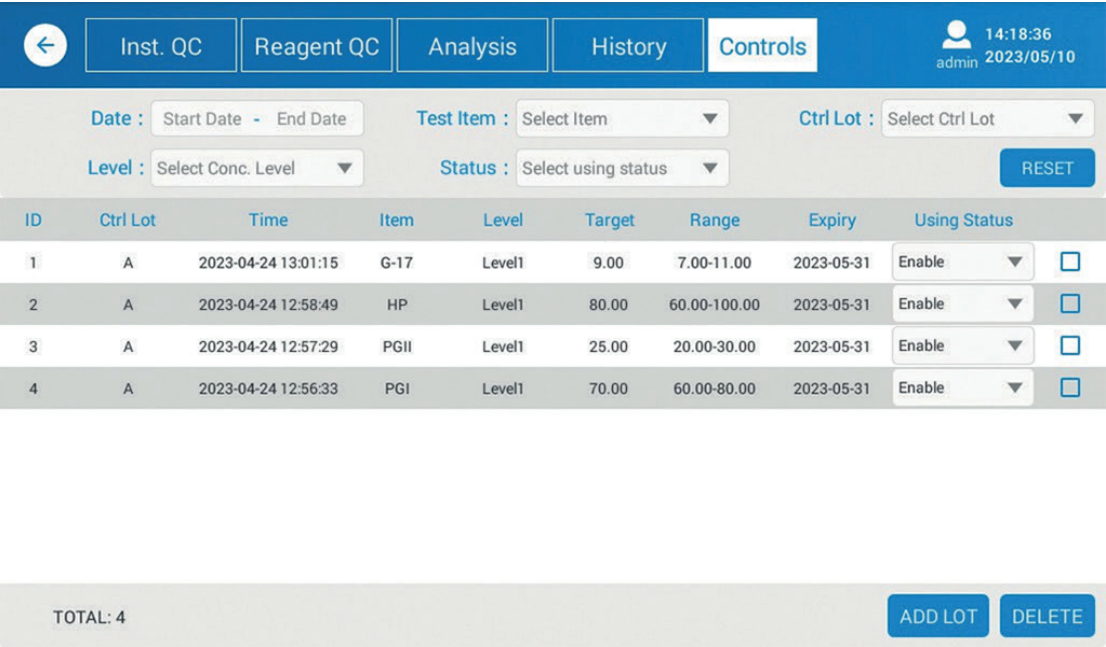 Inst. QC Reagent QC Analysis History Controls admin 14:18:36
2023/05/10
Date : Start Date - End Date Test Item : Select Item Ctrl Lot : Select Ctrl Lot
Level : Select Conc. Level Status : Select using status RESET
ID Ctrl Lot Time Item Level Target Range Expiry Using Status
1 A 2023-04-24 13:01:15 G-17 Level1 9.00 7.00-11.00 2023-05-31 Enable
2 A 2023-04-24 12:58:49 HP Level1 80.00 60.00-100.00 2023-05-31 Enable
3 A 2023-04-24 12:57:29 PGII Level1 25.00 20.00-30.00 2023-05-31 Enable
4 A 2023-04-24 12:56:33 PGI Level1 70.00 60.00-80.00 2023-05-31 Enable
TOTAL: 4 ADD LOT DELETE